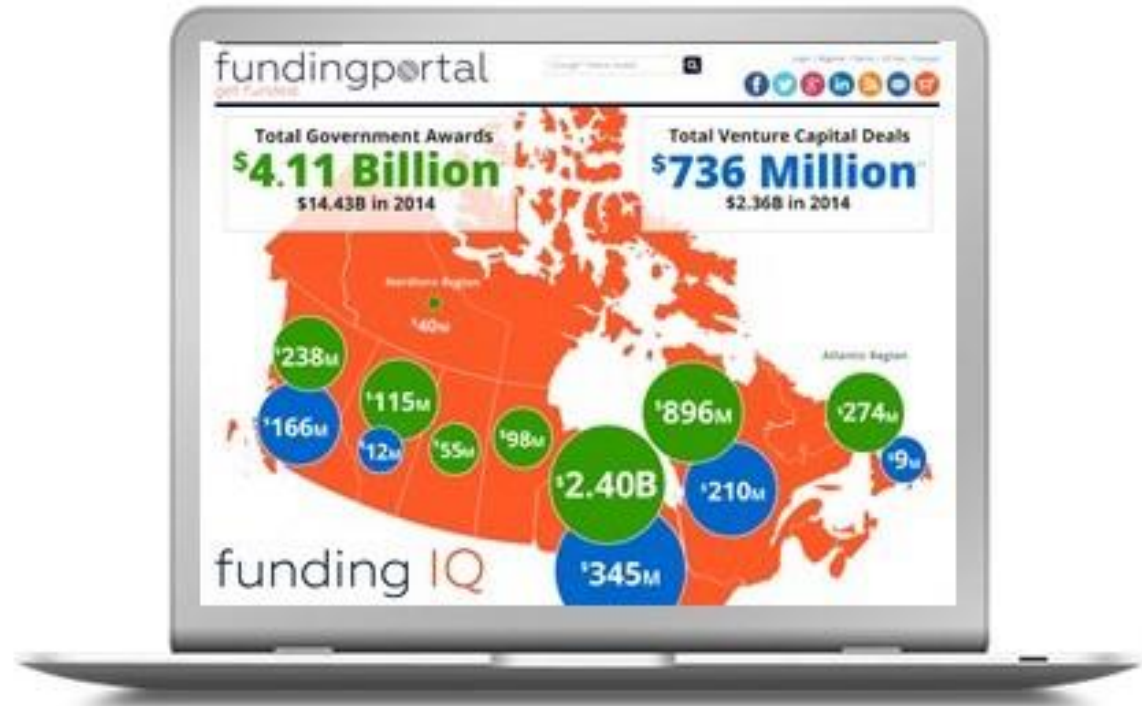 fundingportal
get funded.
Total Government Awards
$4.11 Billion
$14.43B in 2014
Total Venture Capital Deals
$736 Million
$2.36B in 2014
Northern Region
$40M
$238M
$166M
$115M
$12M
$55M
$98M
$2.40B
$345M
$896M
$210M
Atlantic Region
$274M
$9M
funding IQ